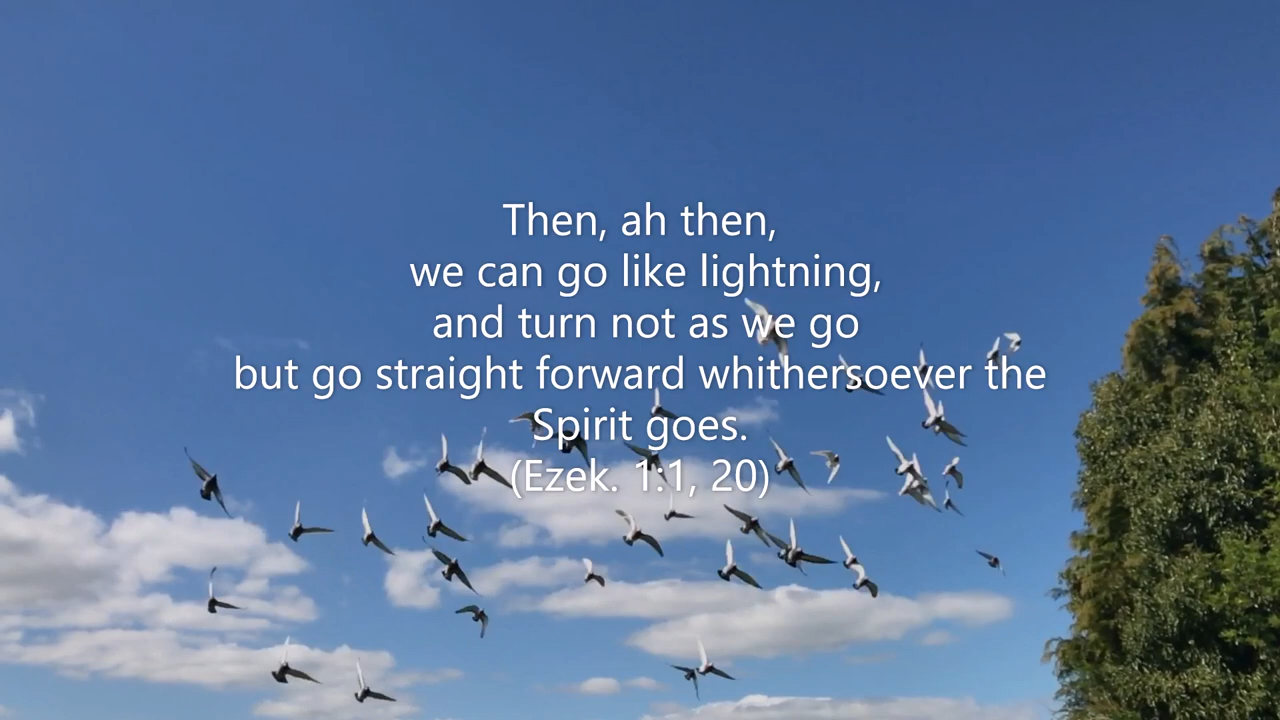 Then, ah then,
we can go like lightning,
and turn not as we go
but go straight forward whithersoever the
Spirit goes.
(Ezek. 1:1, 20)